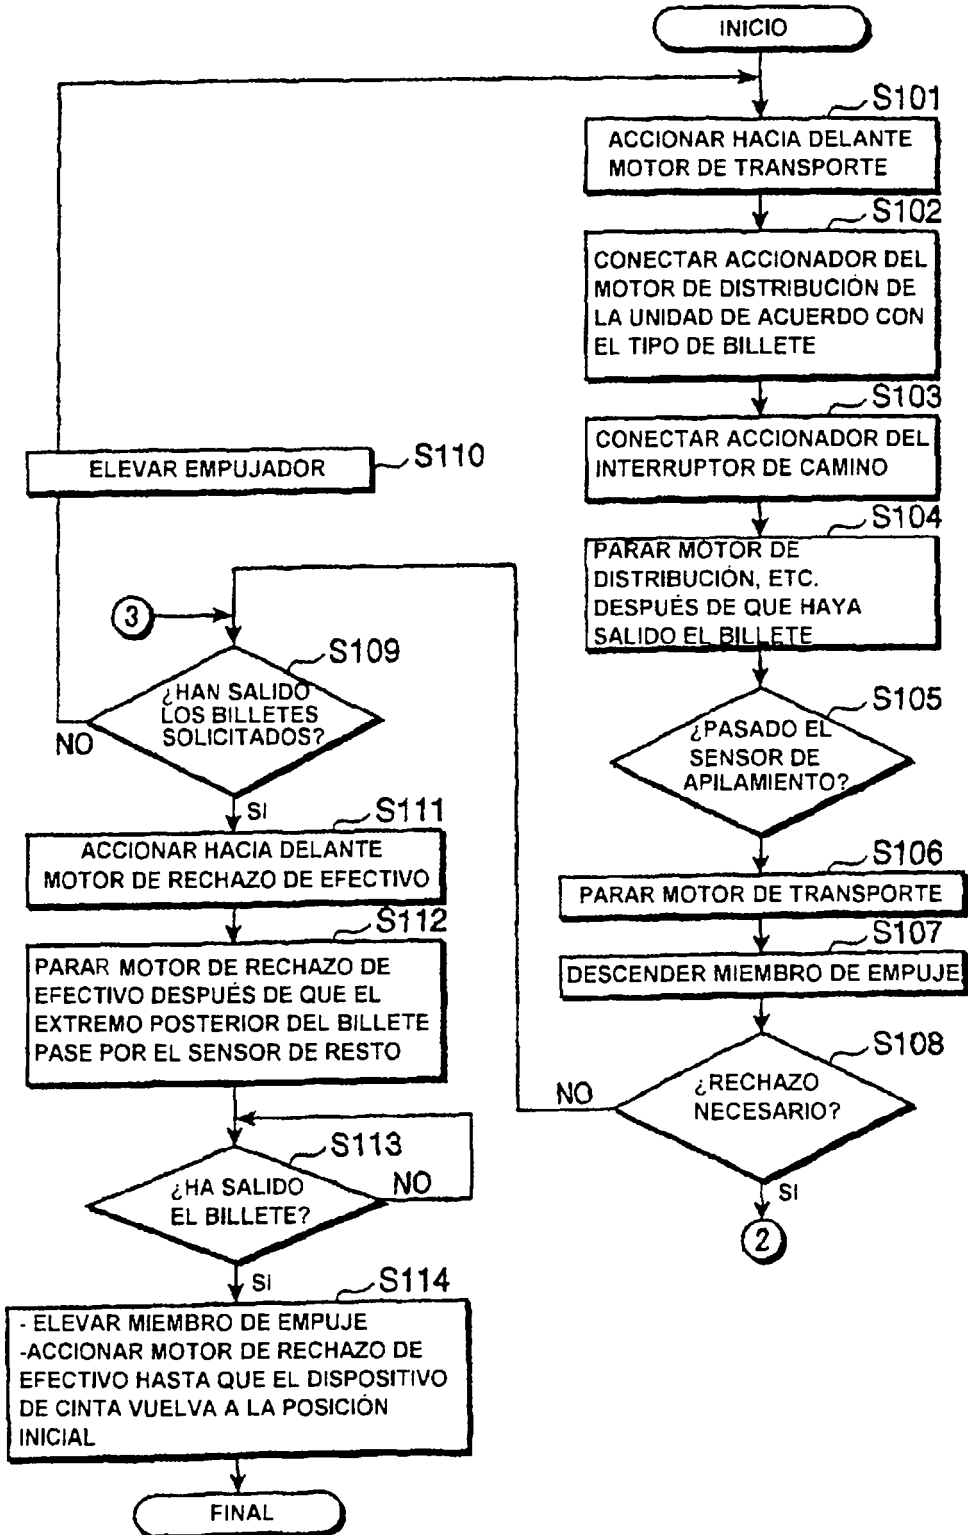 INICIO
S101
ACCIONAR HACIA DELANTE
MOTOR DE TRANSPORTE
S102
CONECTAR ACCIONADOR DEL
MOTOR DE DISTRIBUCIÓN DE
LA UNIDAD DE ACUERDO CON
EL TIPO DE BILLETE
S103
CONECTAR ACCIONADOR DEL
INTERRUPTOR DE CAMINO
S104
PARAR MOTOR DE
DISTRIBUCIÓN, ETC.
DESPUÉS DE QUE HAYA
SALIDO EL BILLETE
S105
¿PASADO EL
SENSOR DE
APILAMIENTO?
S106
PARAR MOTOR DE TRANSPORTE
S107
DESCENDER MIEMBRO DE EMPUJE
S108
¿RECHAZO
NECESARIO?
NO
SI
2
ELEVAR EMPUJADOR
S110
3
S109
¿HAN SALIDO
LOS BILLETES
SOLICITADOS?
NO
SI
S111
ACCIONAR HACIA DELANTE
MOTOR DE RECHAZO DE EFECTIVO
S112
PARAR MOTOR DE RECHAZO DE
EFECTIVO DESPUÉS DE QUE EL
EXTREMO POSTERIOR DEL BILLETE
PASE POR EL SENSOR DE RESTO
S113
¿HA SALIDO
EL BILLETE?
NO
SI
S114
- ELEVAR MIEMBRO DE EMPUJE
-ACCIONAR MOTOR DE RECHAZO DE
EFECTIVO HASTA QUE EL DISPOSITIVO
DE CINTA VUELVA A LA POSICIÓN
INICIAL
FINAL